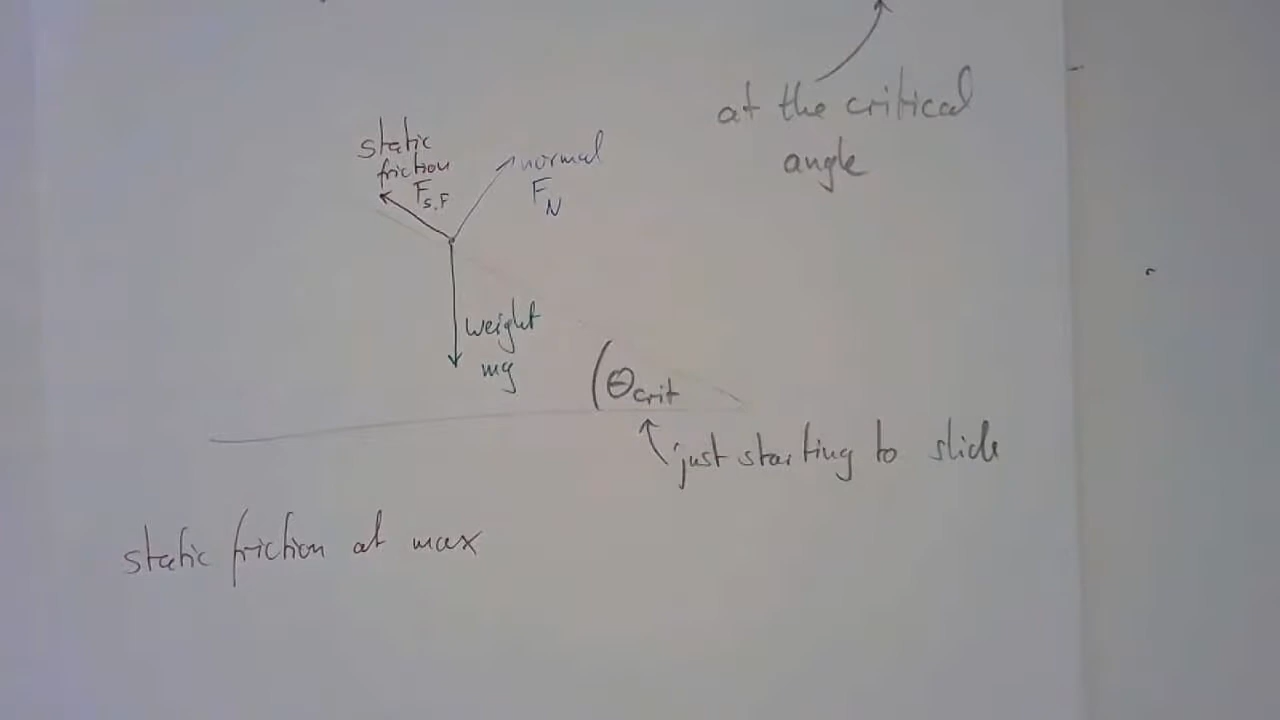 at the critical
angle
static
friction
F_s.F
normal
F_N
weight
mg
θ_crit
just starting to slide
static friction at max